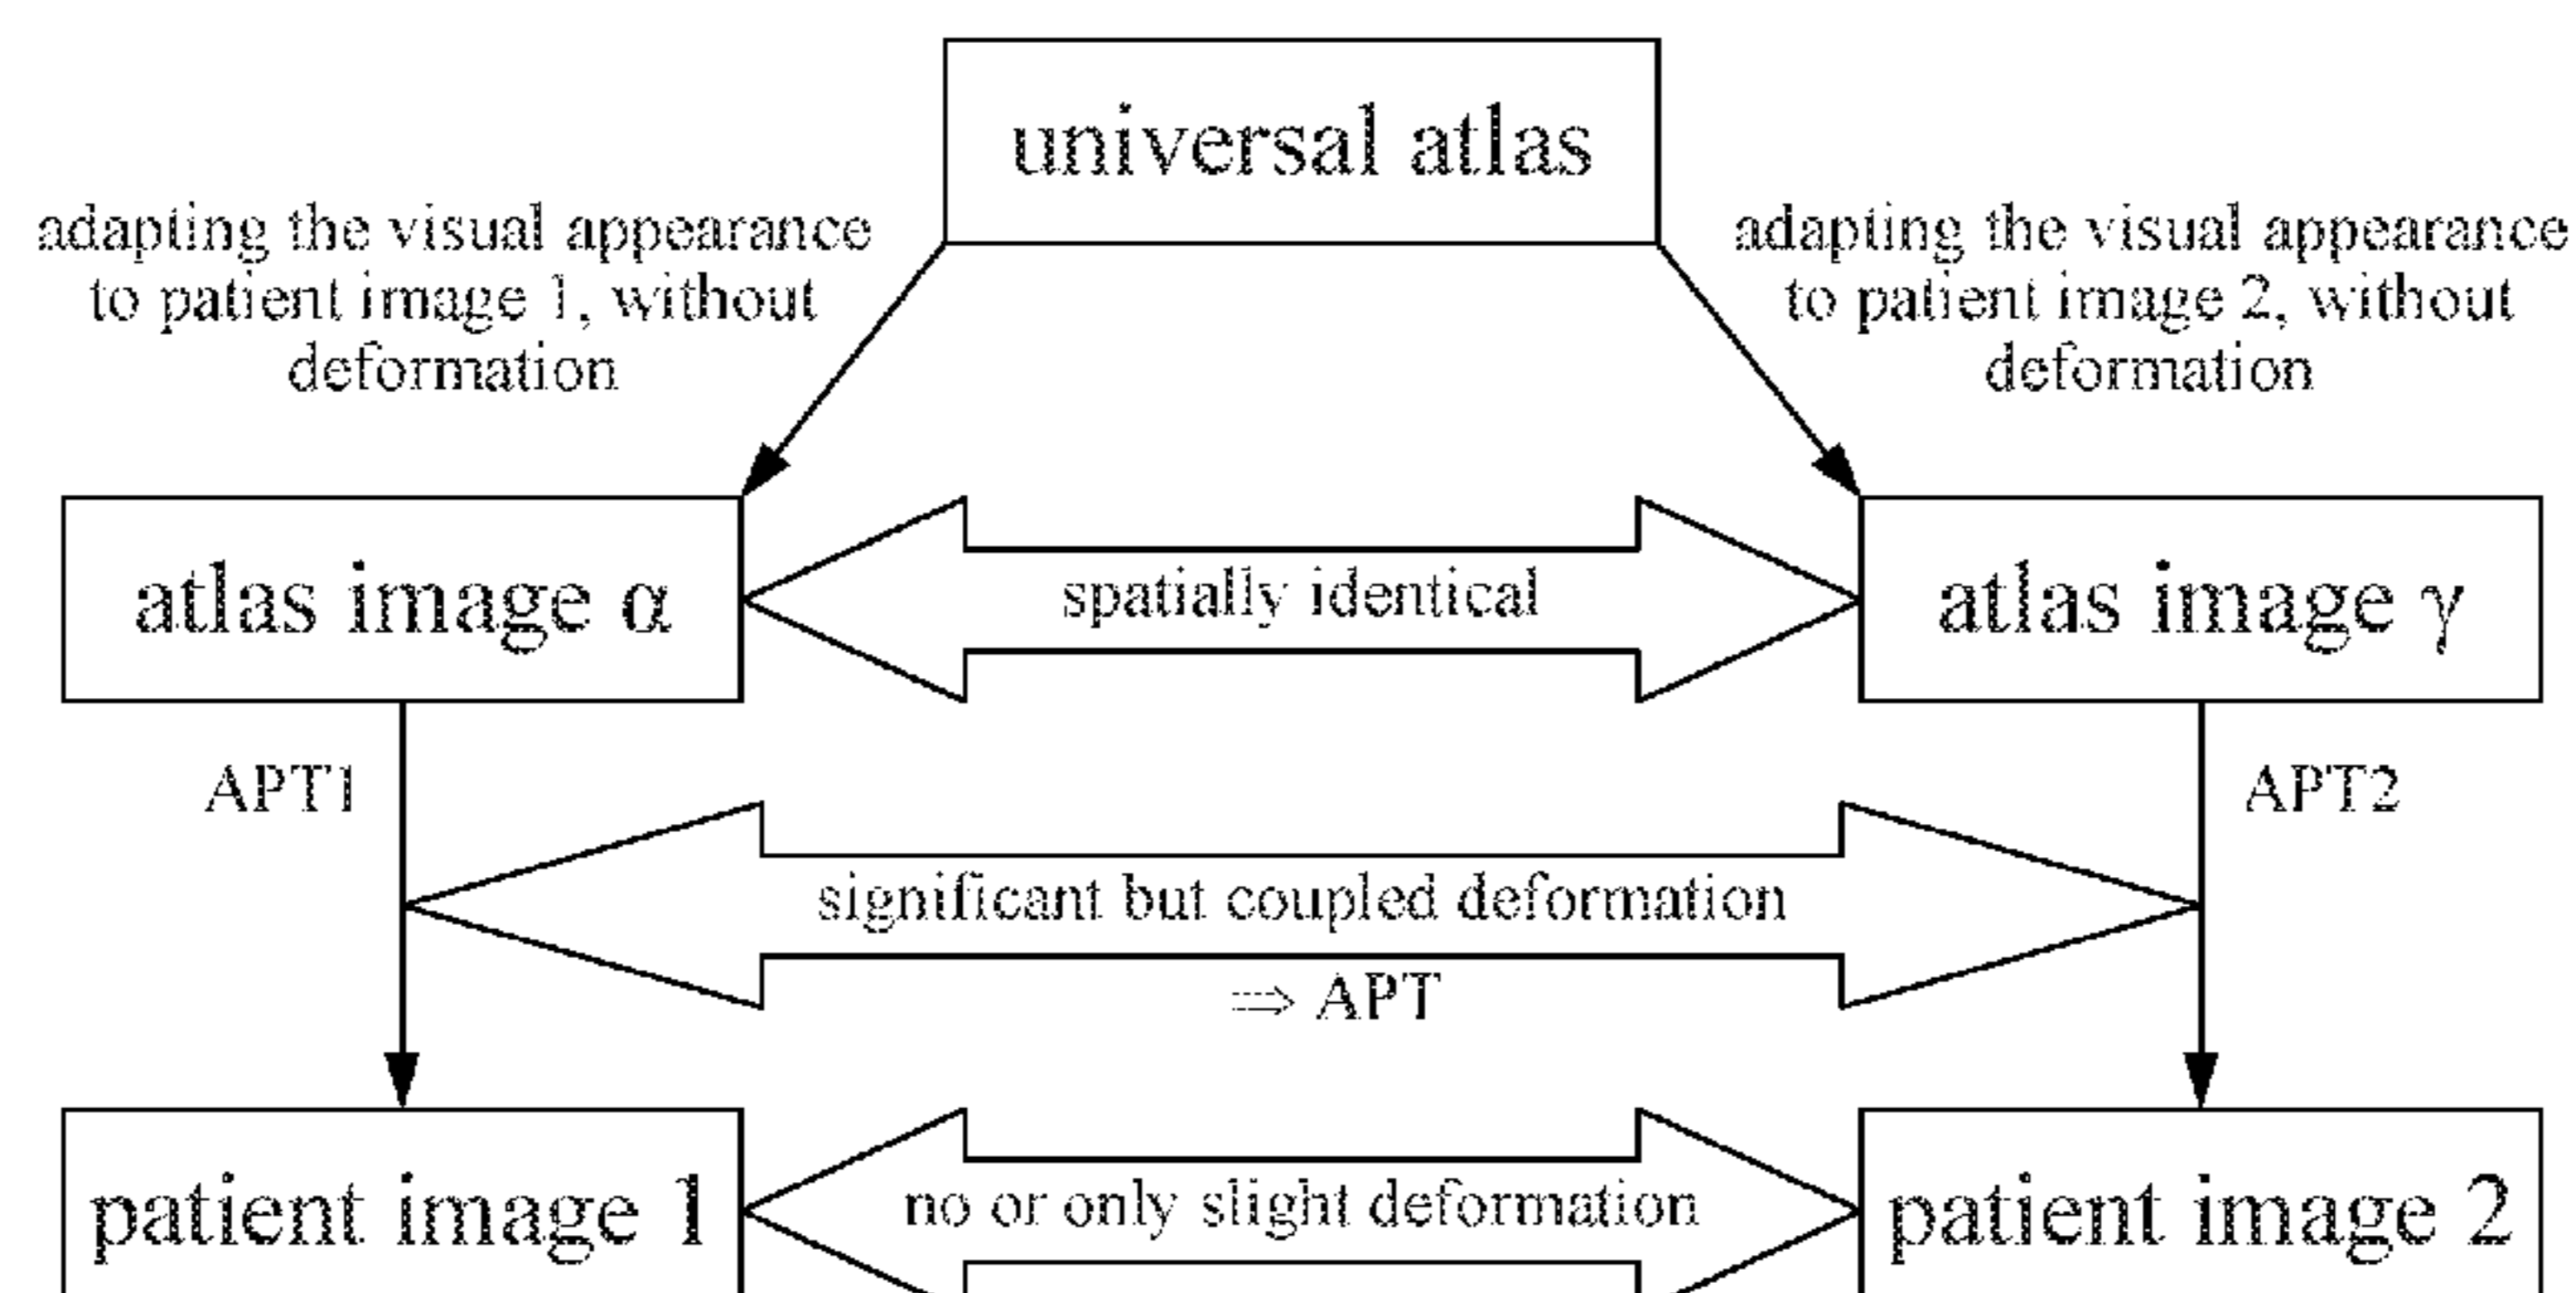 universal atlas
adapting the visual appearance
to patient image 1, without
deformation
adapting the visual appearance
to patient image 2, without
deformation
atlas image α
spatially identical
atlas image γ
APT1
APT2
significant but coupled deformation
⇒ APT
patient image 1
no or only slight deformation
patient image 2